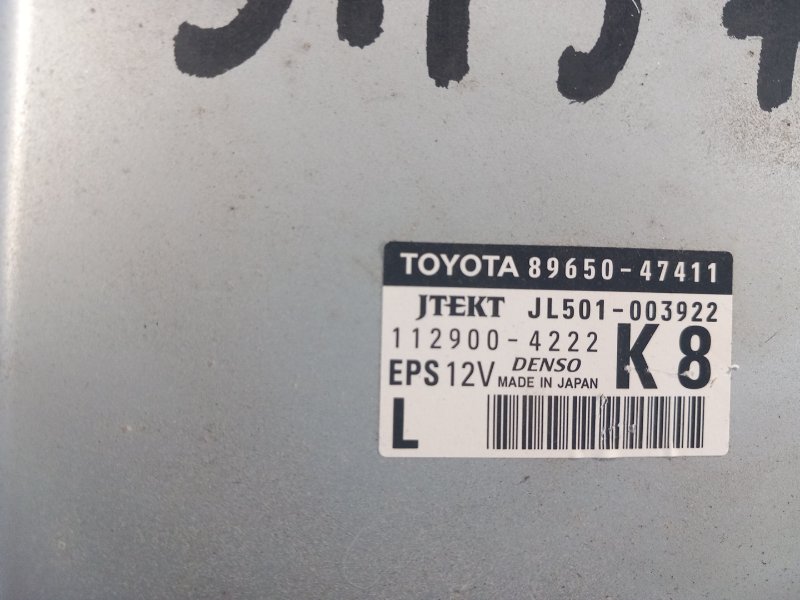 TOYOTA 89650-47411
JTEKT JL501-003922
112900-4222
DENSO
K8
EPS 12V MADE IN JAPAN
L